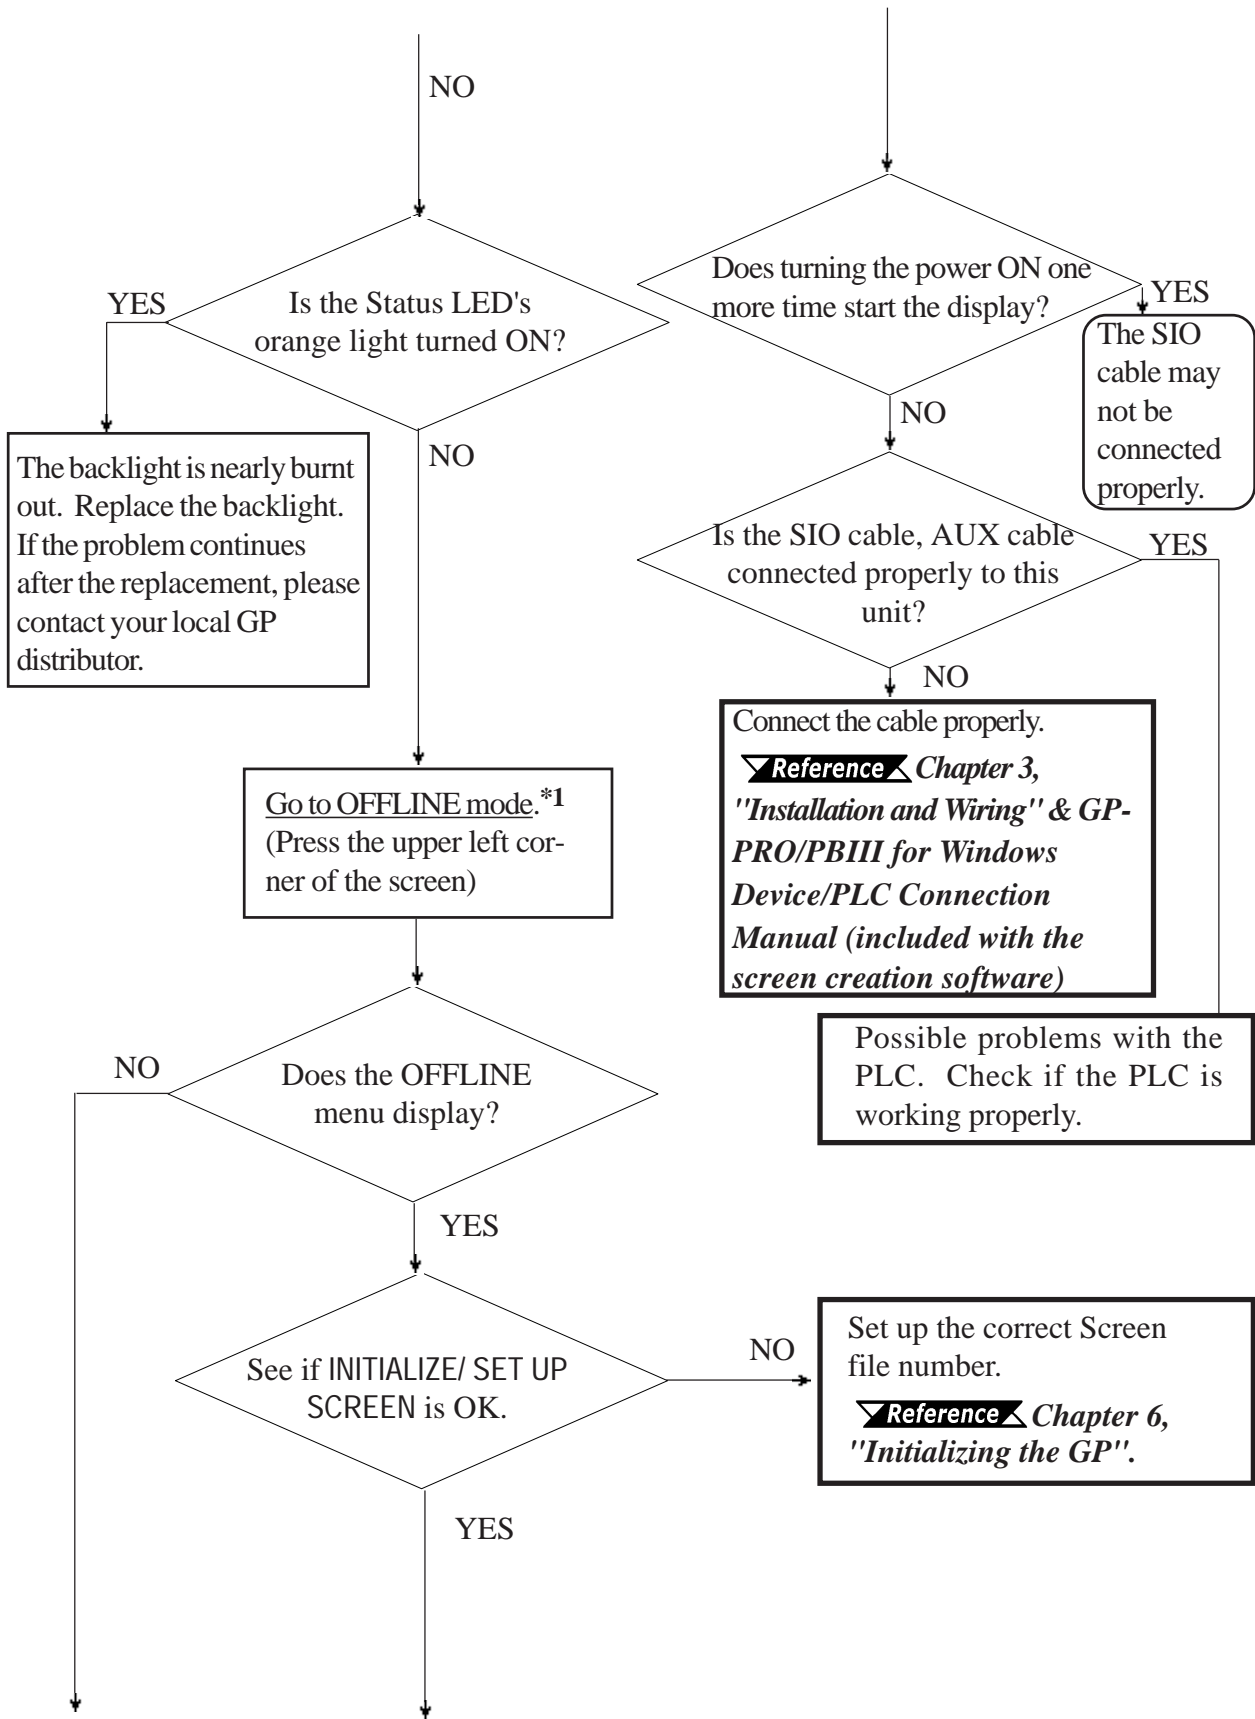 NO
Is the Status LED's
orange light turned ON?
YES
The backlight is nearly burnt
out. Replace the backlight.
If the problem continues
after the replacement, please
contact your local GP
distributor.
NO
Go to OFFLINE mode.*1
(Press the upper left cor-
ner of the screen)
Does the OFFLINE
menu display?
NO
YES
See if INITIALIZE/ SET UP
SCREEN is OK.
NO
Set up the correct Screen
file number.
Reference Chapter 6,
"Initializing the GP".
YES
Does turning the power ON one
more time start the display?
YES
The SIO
cable may
not be
connected
properly.
NO
Is the SIO cable, AUX cable
connected properly to this
unit?
YES
NO
Connect the cable properly.
Reference Chapter 3,
"Installation and Wiring" & GP-
PRO/PBIII for Windows
Device/PLC Connection
Manual (included with the
screen creation software)
Possible problems with the
PLC. Check if the PLC is
working properly.